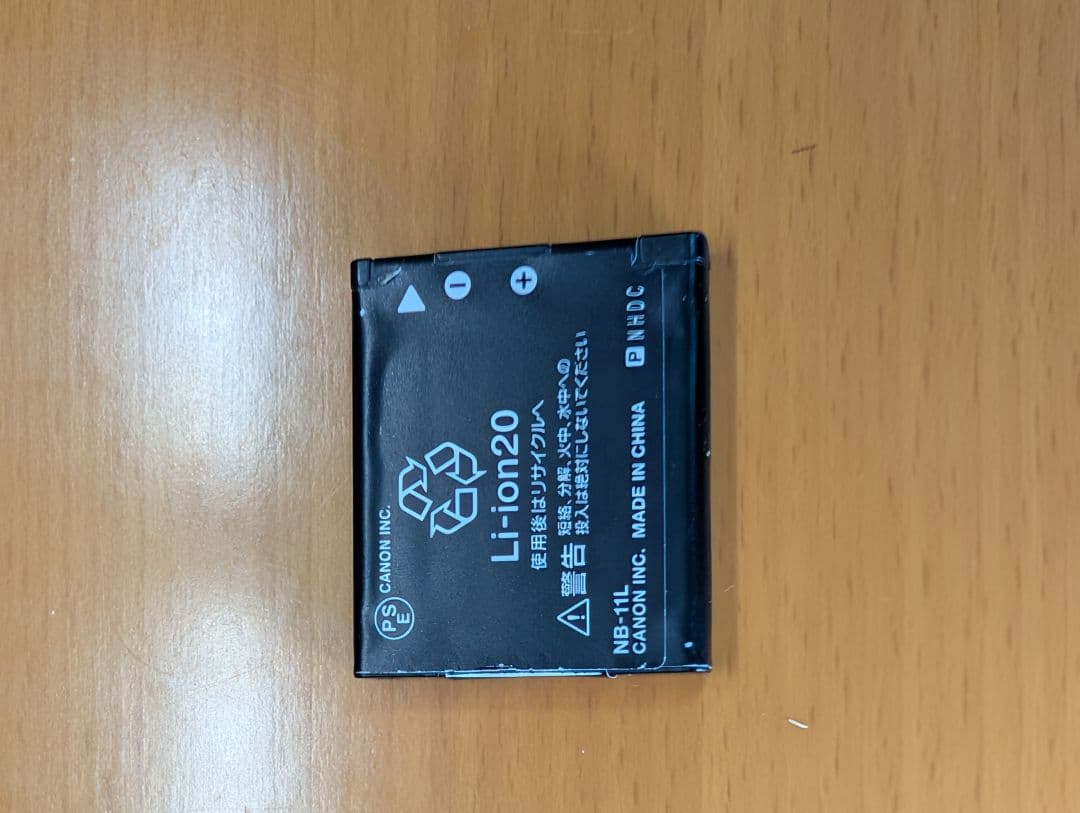 PSE CANON INC.
Li-ion20
使用後はリサイクルへ
警告 短絡、分解、火中、水中への
投入は絶対にしないでください
NB-11L
CANON INC. MADE IN CHINA
P NHDC